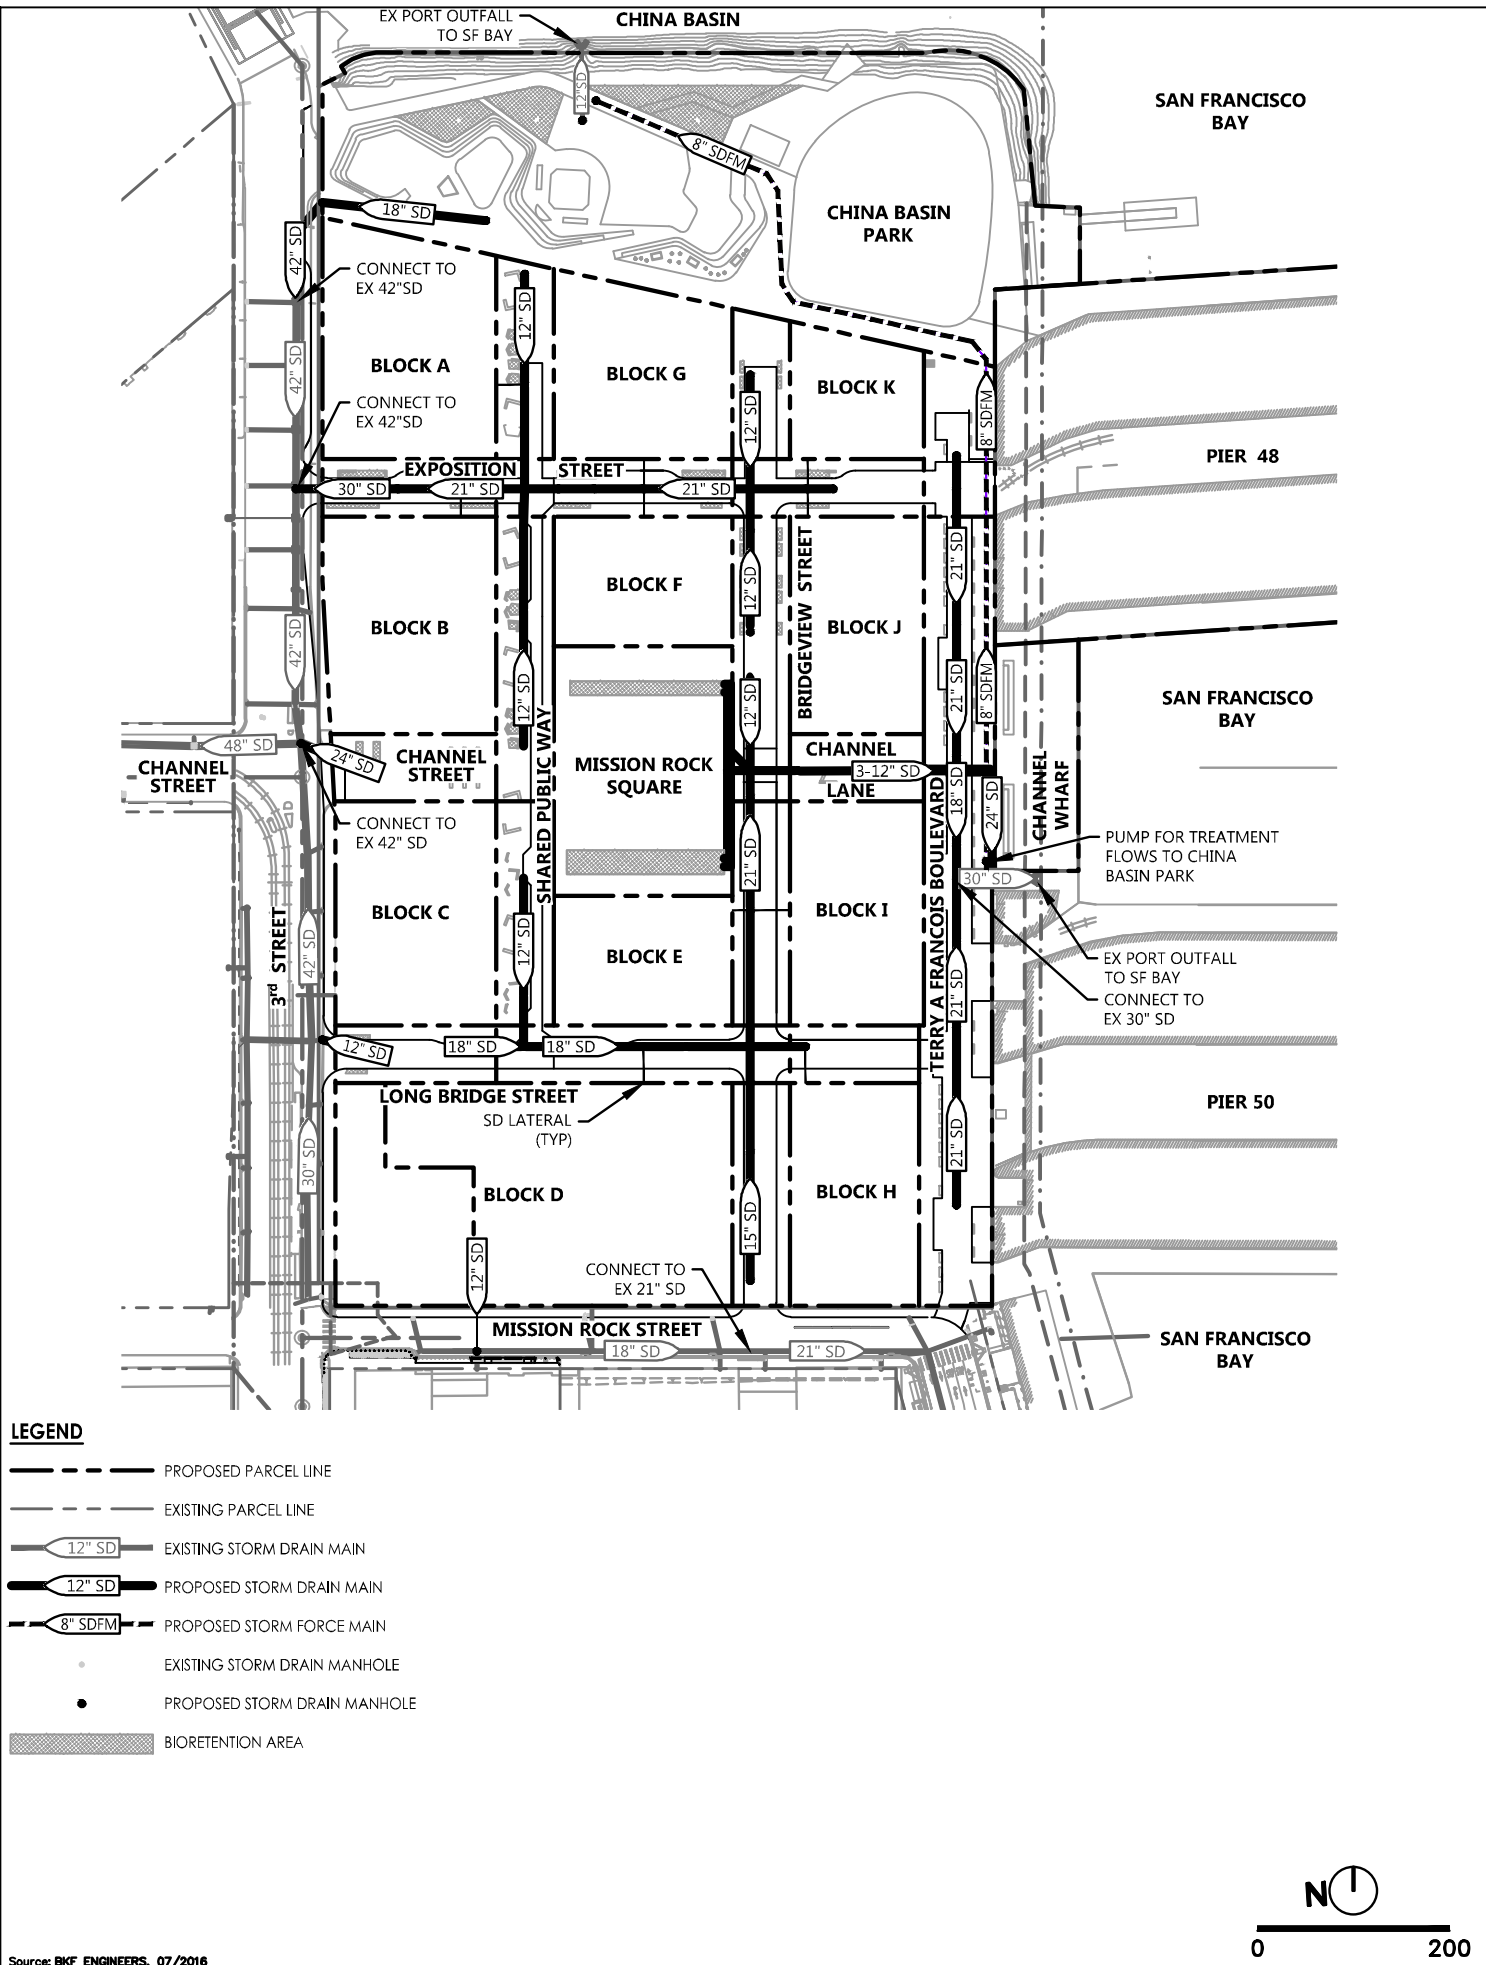 EX PORT OUTFALL
TO SF BAY
CHINA BASIN
SAN FRANCISCO
BAY
12"SD
8" SDFM
18" SD
CHINA BASIN
PARK
42" SD
CONNECT TO
EX 42"SD
12" SD
42" SD
BLOCK A
BLOCK G
BLOCK K
CONNECT TO
EX 42"SD
12" SD
8" SDFM
PIER 48
EXPOSITION STREET
30" SD
21" SD
21" SD
BLOCK F
BLOCK B
BLOCK J
BRIDGEVIEW STREET
12" SD
21" SD
42" SD
12" SD
12" SD
21" SD
8" SDFM
SAN FRANCISCO
BAY
48" SD
24" SD
CHANNEL
STREET
CHANNEL
STREET
SHARED PUBLIC WAY
MISSION ROCK
SQUARE
CHANNEL
3-12" SD
LANE
18" SD
24" SD
CHANNEL
WHARF
CONNECT TO
EX 42" SD
PUMP FOR TREATMENT
FLOWS TO CHINA
BASIN PARK
21" SD
30" SD
BLOCK C
BLOCK I
TERRY A FRANCOIS BOULEVARD
3rd STREET
42" SD
12" SD
BLOCK E
21" SD
EX PORT OUTFALL
TO SF BAY
CONNECT TO
EX 30" SD
12" SD
18" SD
18" SD
LONG BRIDGE STREET
SD LATERAL
(TYP)
30" SD
21" SD
PIER 50
BLOCK D
BLOCK H
15" SD
12" SD
CONNECT TO
EX 21" SD
MISSION ROCK STREET
18" SD
21" SD
SAN FRANCISCO
BAY
LEGEND
PROPOSED PARCEL LINE
EXISTING PARCEL LINE
12" SD EXISTING STORM DRAIN MAIN
12" SD PROPOSED STORM DRAIN MAIN
8" SDFM PROPOSED STORM FORCE MAIN
EXISTING STORM DRAIN MANHOLE
PROPOSED STORM DRAIN MANHOLE
BIORETENTION AREA
N
0 200
Source: BKF ENGINEERS, 07/2016